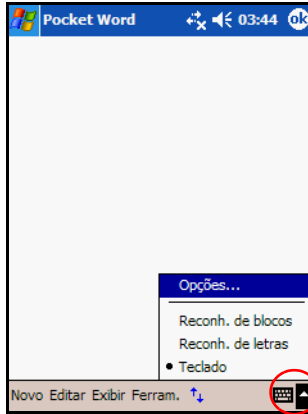 Pocket Word 03:44 ok
Opções...
Reconh. de blocos
Reconh. de letras
Teclado
Novo Editar Exibir Ferram.